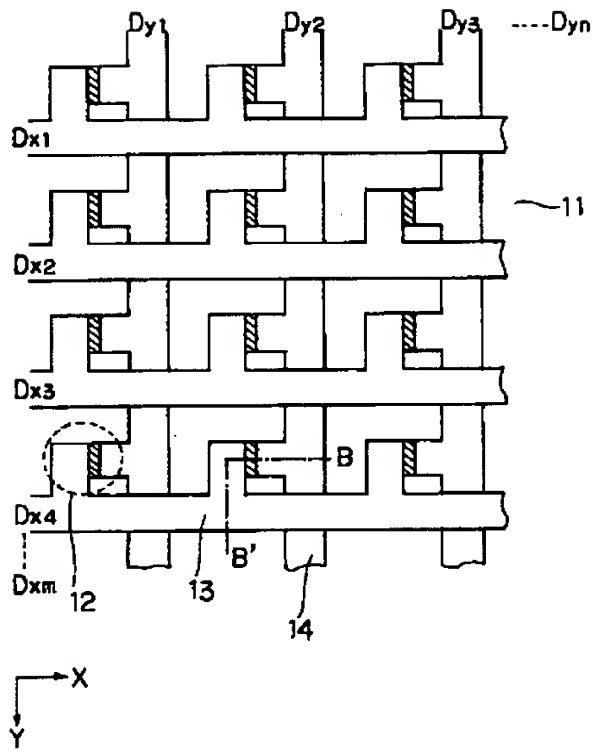 Dy1 Dy2 Dy3 ----Dyn
Dx1
11
Dx2
Dx3
B
Dx4
B'
Dxm
12
13
14
X
Y